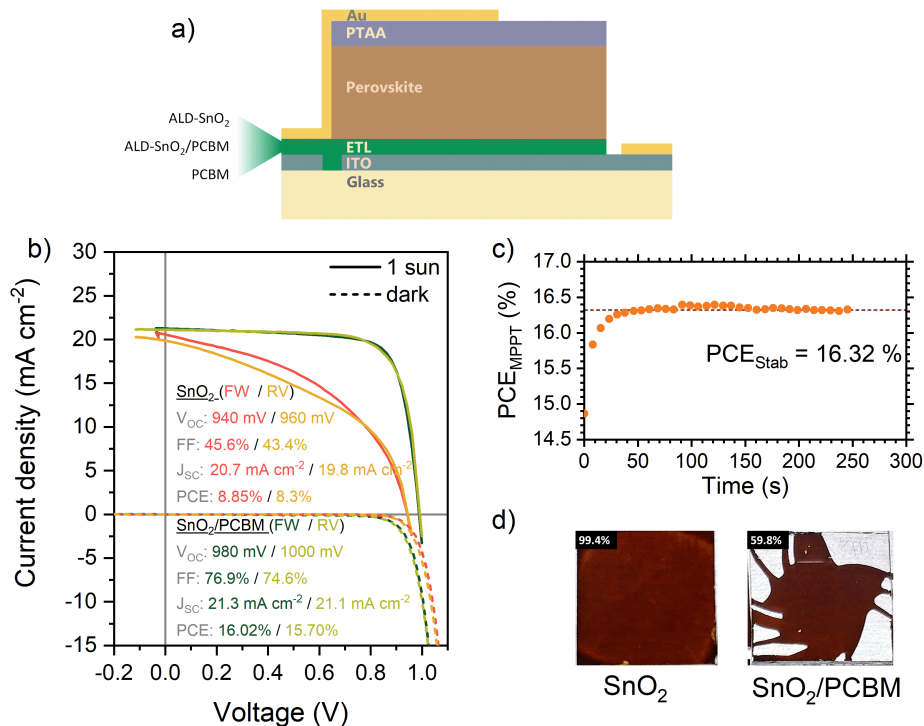 a)
Au
PTAA
Perovskite
ALD-SnO₂
ALD-SnO₂/PCBM
PCBM
ETL
ITO
Glass
b)
30
25
20
15
10
5
0
-5
-10
-15
Current density (mA cm⁻²)
1 sun
dark
SnO₂ (FW / RV)
V_OC: 940 mV / 960 mV
FF: 45.6% / 43.4%
J_SC: 20.7 mA cm⁻² / 19.8 mA cm⁻²
PCE: 8.85% / 8.3%
SnO₂/PCBM (FW / RV)
V_OC: 980 mV / 1000 mV
FF: 76.9% / 74.6%
J_SC: 21.3 mA cm⁻² / 21.1 mA cm⁻²
PCE: 16.02% / 15.70%
-0.2 0.0 0.2 0.4 0.6 0.8 1.0
Voltage (V)
c)
17.0
16.5
16.0
15.5
15.0
14.5
PCE_MPPT (%)
PCE_Stab = 16.32 %
0 50 100 150 200 250 300
Time (s)
d)
99.4%
59.8%
SnO₂
SnO₂/PCBM